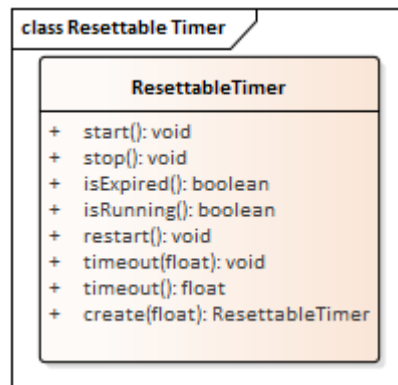 class Resettable Timer
ResettableTimer
+ start(): void
+ stop(): void
+ isExpired(): boolean
+ isRunning(): boolean
+ restart(): void
+ timeout(float): void
+ timeout(): float
+ create(float): ResettableTimer